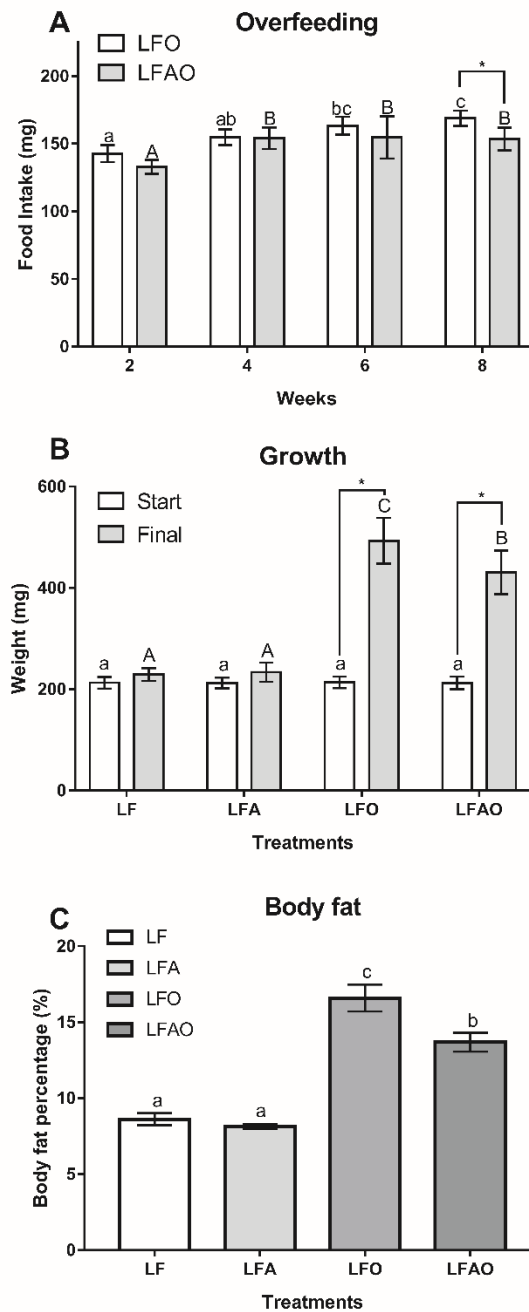 A
Overfeeding
LFO
LFAO
Food Intake (mg)
200
150
100
50
0
a
A
ab
B
bc
B
c
B
*
2
4
6
8
Weeks
B
Growth
Start
Final
Weight (mg)
600
400
200
0
a
A
a
A
a
*
C
a
*
B
LF
LFA
LFO
LFAO
Treatments
C
Body fat
LF
LFA
LFO
LFAO
Body fat percentage (%)
20
15
10
5
0
a
a
c
b
LF
LFA
LFO
LFAO
Treatments